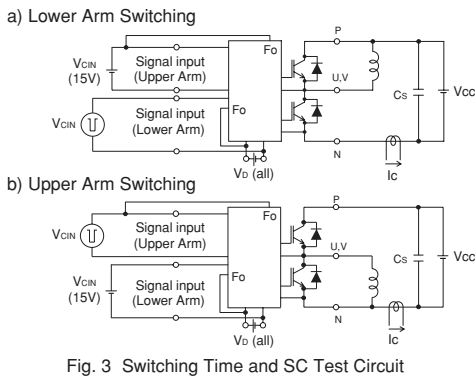 a) Lower Arm Switching
P
Fo
VCIN
(15V)
Signal input
(Upper Arm)
U,V
CS
VCC
Signal input
(Lower Arm)
Fo
VCIN
N
VD (all)
Ic
b) Upper Arm Switching
P
Fo
VCIN
Signal input
(Upper Arm)
U,V
CS
VCC
VCIN
(15V)
Signal input
(Lower Arm)
Fo
N
VD (all)
Ic
Fig. 3 Switching Time and SC Test Circuit